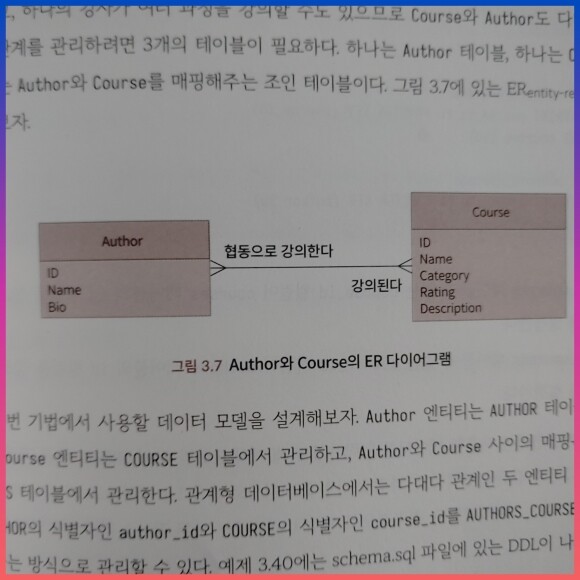 하나의 강사가 여러 과정을 강의할 수도 있으므로 Course와 Author도 다
관계를 관리하려면 3개의 테이블이 필요하다. 하나는 Author 테이블, 하나는
Author와 Course를 매핑해주는 조인 테이블이다. 그림 3.7에 있는 ERentity-re
보자.
Author
ID
Name
Bio
협동으로 강의한다
강의된다
Course
ID
Name
Category
Rating
Description
그림 3.7 Author와 Course의 ER 다이어그램
번 기법에서 사용할 데이터 모델을 설계해보자. Author 엔티티는 AUTHOR 테이
ourse 엔티티는 COURSE 테이블에서 관리하고, Author와 Course 사이의 매핑
S 테이블에서 관리한다. 관계형 데이터베이스에서는 다대다 관계인 두 엔티티
HOR의 식별자인 author_id와 COURSE의 식별자인 course_id를 AUTHORS_COURSE
는 방식으로 관리할 수 있다. 예제 3.40에는 schema.sql 파일에 있는 DDL이 나